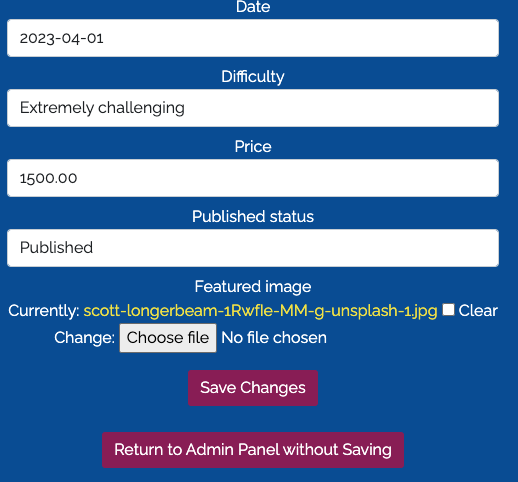 Date
2023-04-01
Difficulty
Extremely challenging
Price
1500.00
Published status
Published
Featured image
Currently: scott-longerbeam-1RwfIe-MM-g-unsplash-1.jpg Clear
Change: Choose file No file chosen
Save Changes
Return to Admin Panel without Saving